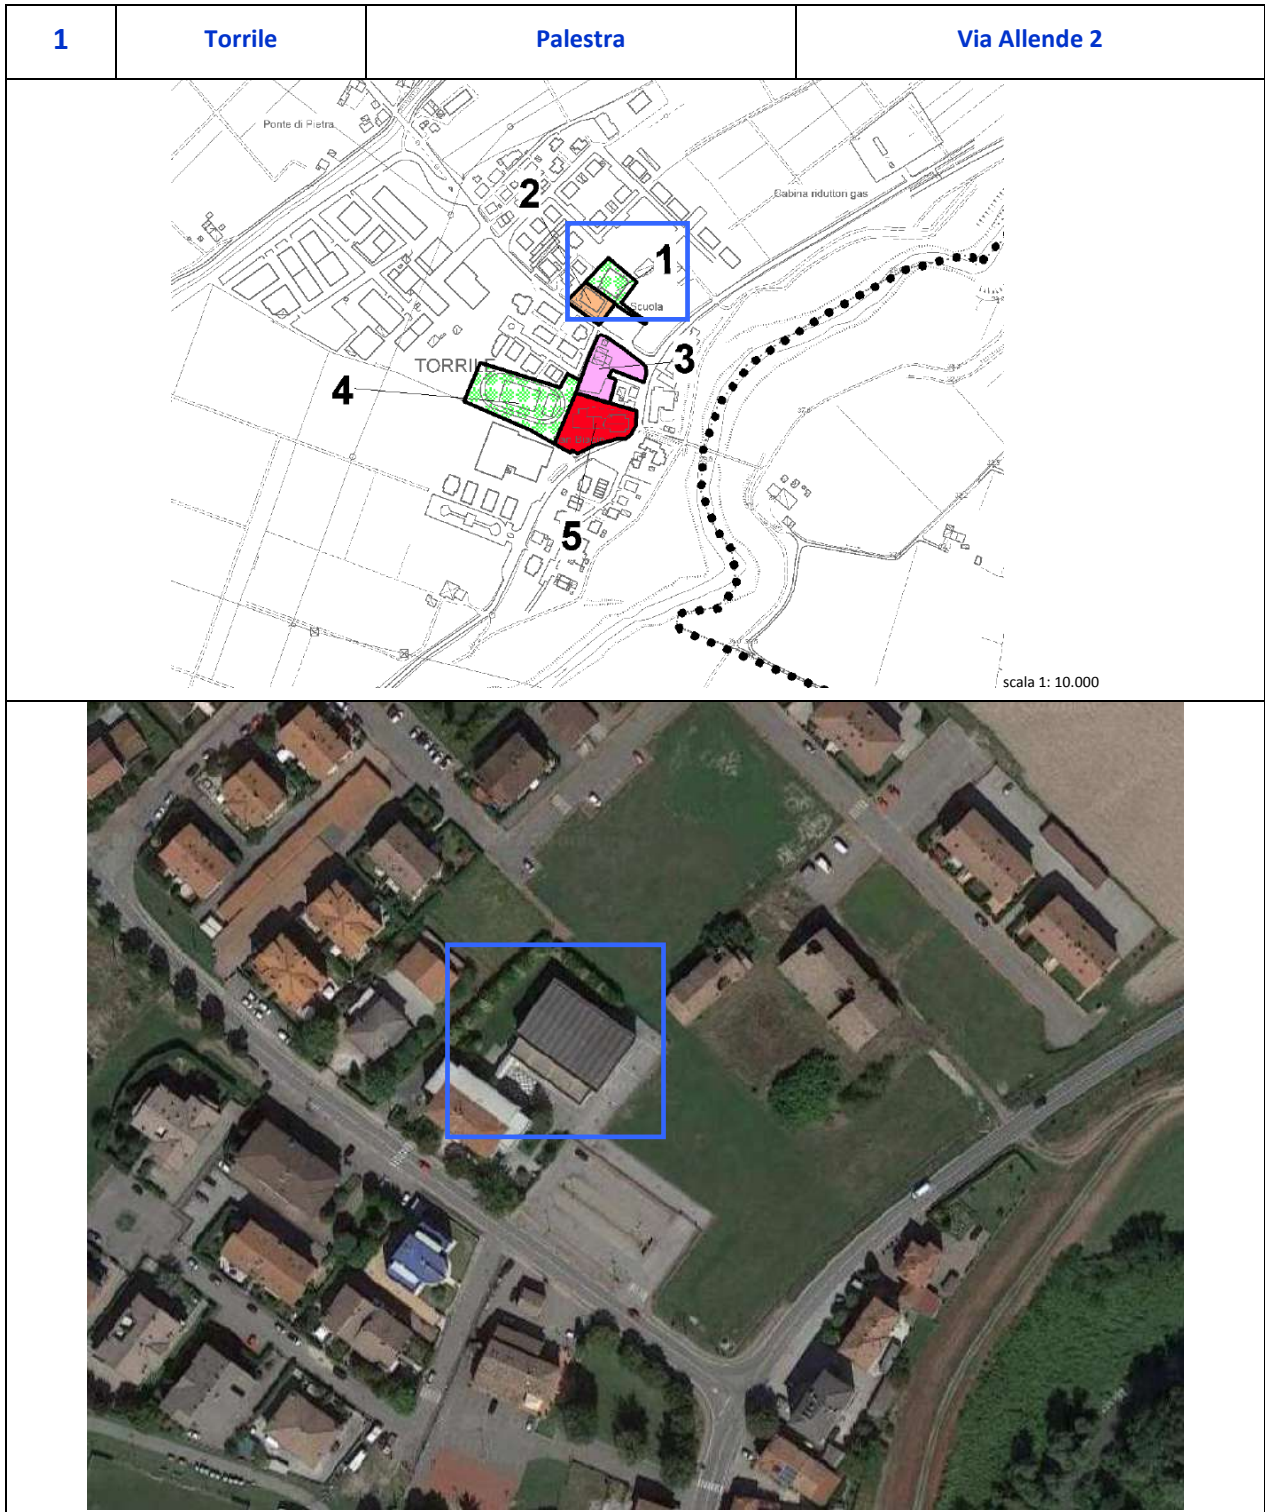 1 Torrile Palestra Via Allende 2
Ponte di Pietra
2
Cabina riduttori gas
1
Scuola
3
TORRILE
4
5
scala 1: 10.000